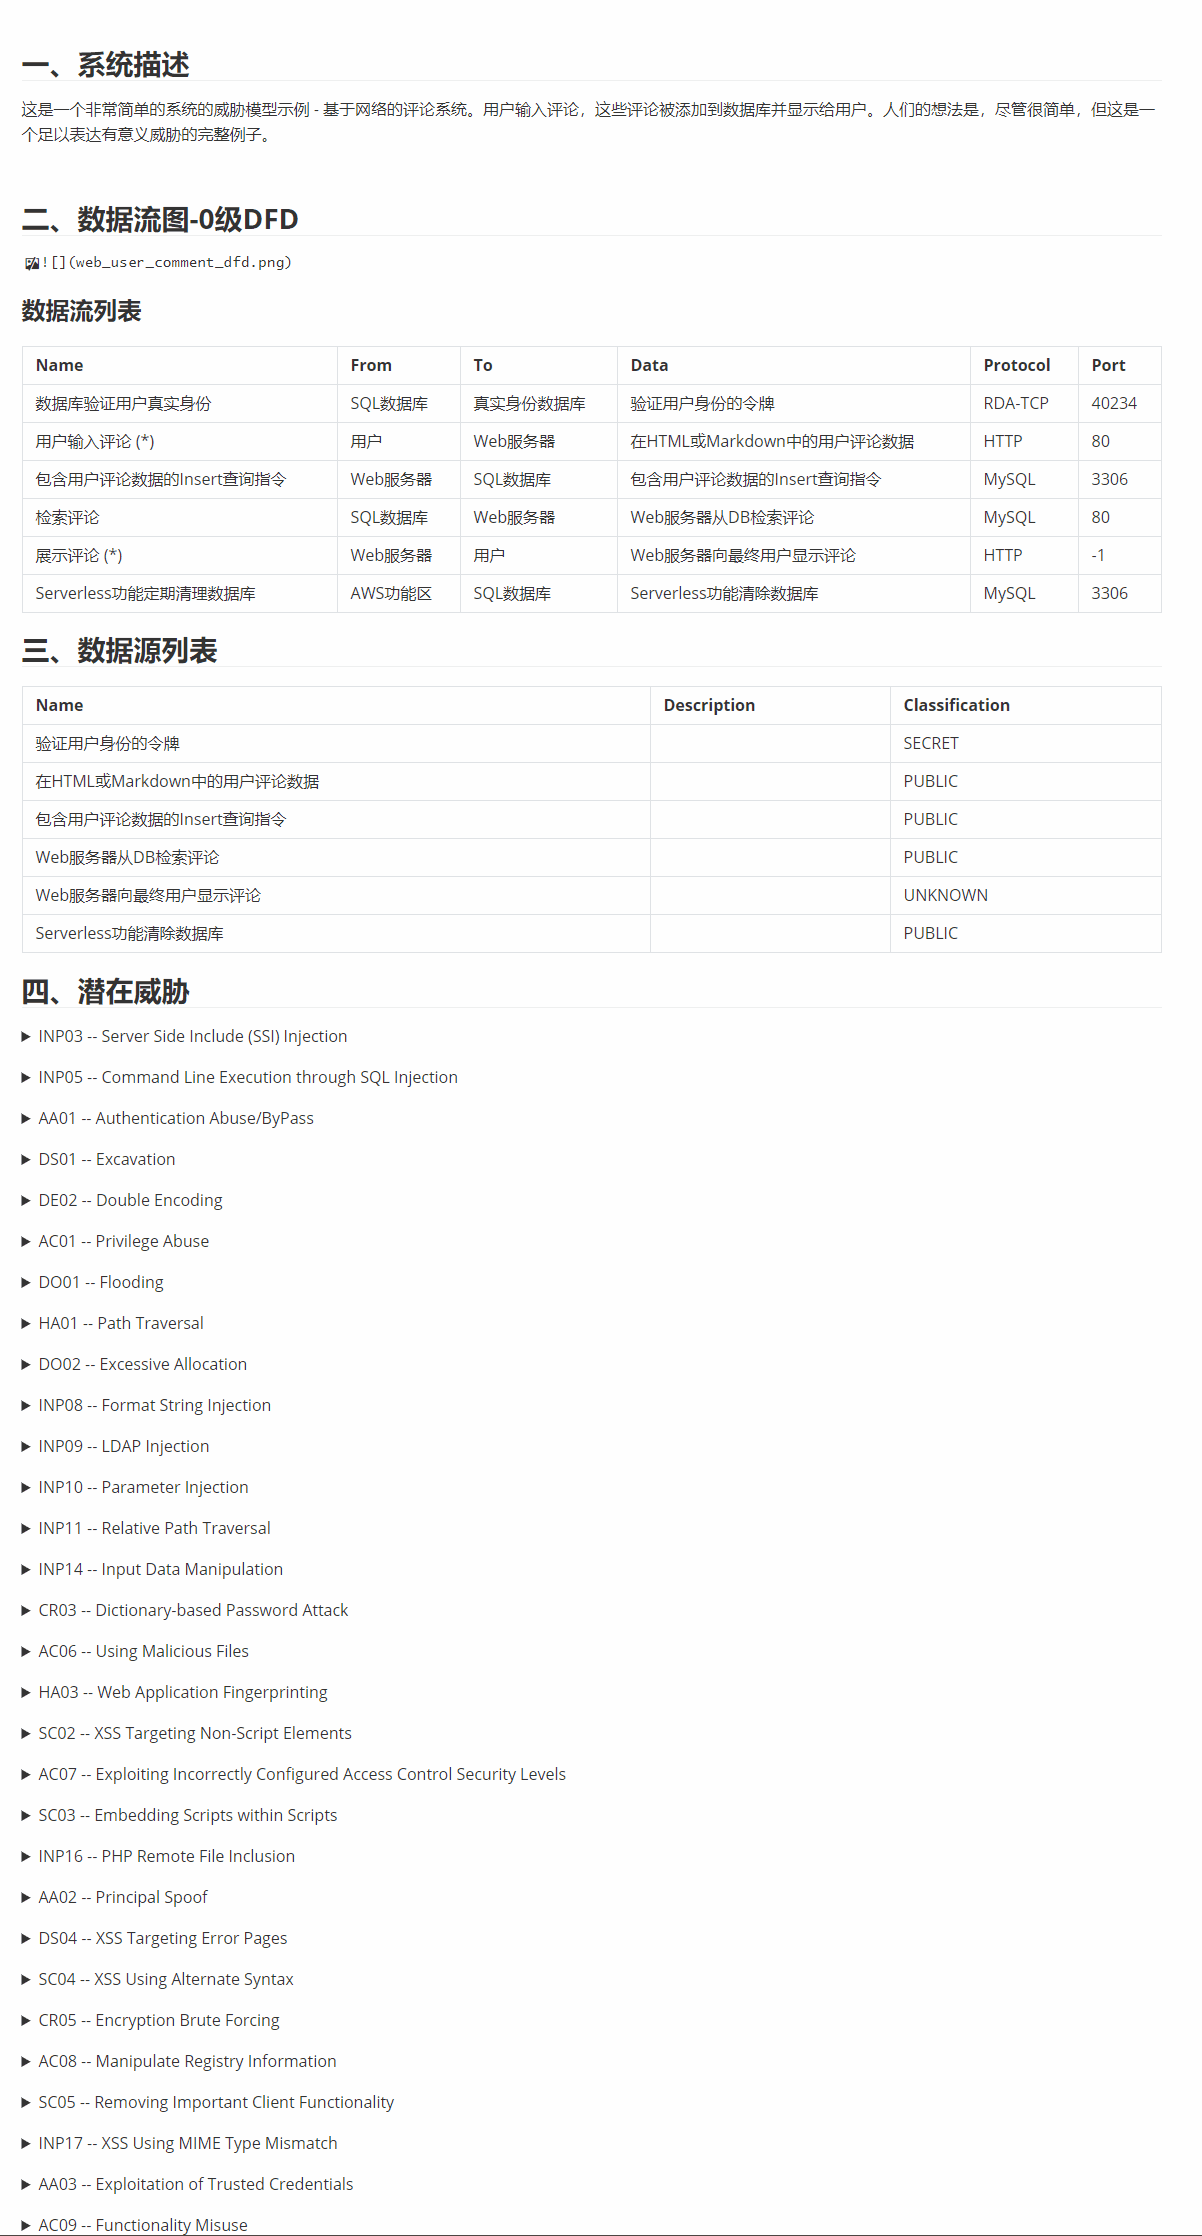 一、系统描述
这是一个非常简单的系统的威胁模型示例 - 基于网络的评论系统。用户输入评论，这些评论被添加到数据库并显示给用户。人们的想法是，尽管很简单，但这是一
个足以表达有意义威胁的完整例子。
二、数据流图-0级DFD
![](web_user_comment_dfd.png)
数据流列表
Name From To Data Protocol Port
数据库验证用户真实身份 SQL数据库 真实身份数据库 验证用户身份的令牌 RDA-TCP 40234
用户输入评论 (*) 用户 Web服务器 在HTML或Markdown中的用户评论数据 HTTP 80
包含用户评论数据的Insert查询指令 Web服务器 SQL数据库 包含用户评论数据的Insert查询指令 MySQL 3306
检索评论 SQL数据库 Web服务器 Web服务器从DB检索评论 MySQL 80
展示评论 (*) Web服务器 用户 Web服务器向最终用户显示评论 HTTP -1
Serverless功能定期清理数据库 AWS功能区 SQL数据库 Serverless功能清除数据库 MySQL 3306
三、数据源列表
Name Description Classification
验证用户身份的令牌 SECRET
在HTML或Markdown中的用户评论数据 PUBLIC
包含用户评论数据的Insert查询指令 PUBLIC
Web服务器从DB检索评论 PUBLIC
Web服务器向最终用户显示评论 UNKNOWN
Serverless功能清除数据库 PUBLIC
四、潜在威胁
▶ INP03 -- Server Side Include (SSI) Injection
▶ INP05 -- Command Line Execution through SQL Injection
▶ AA01 -- Authentication Abuse/ByPass
▶ DS01 -- Excavation
▶ DE02 -- Double Encoding
▶ AC01 -- Privilege Abuse
▶ DO01 -- Flooding
▶ HA01 -- Path Traversal
▶ DO02 -- Excessive Allocation
▶ INP08 -- Format String Injection
▶ INP09 -- LDAP Injection
▶ INP10 -- Parameter Injection
▶ INP11 -- Relative Path Traversal
▶ INP14 -- Input Data Manipulation
▶ CR03 -- Dictionary-based Password Attack
▶ AC06 -- Using Malicious Files
▶ HA03 -- Web Application Fingerprinting
▶ SC02 -- XSS Targeting Non-Script Elements
▶ AC07 -- Exploiting Incorrectly Configured Access Control Security Levels
▶ SC03 -- Embedding Scripts within Scripts
▶ INP16 -- PHP Remote File Inclusion
▶ AA02 -- Principal Spoof
▶ DS04 -- XSS Targeting Error Pages
▶ SC04 -- XSS Using Alternate Syntax
▶ CR05 -- Encryption Brute Forcing
▶ AC08 -- Manipulate Registry Information
▶ SC05 -- Removing Important Client Functionality
▶ INP17 -- XSS Using MIME Type Mismatch
▶ AA03 -- Exploitation of Trusted Credentials
▶ AC09 -- Functionality Misuse